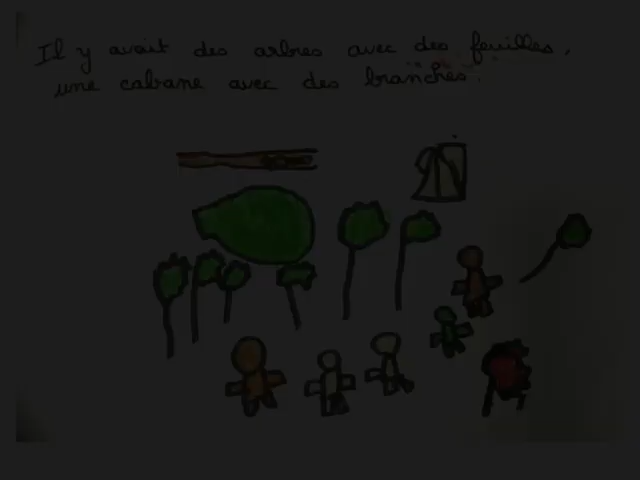 Il y avait des arbres avec des feuilles,
une cabane avec des branches.